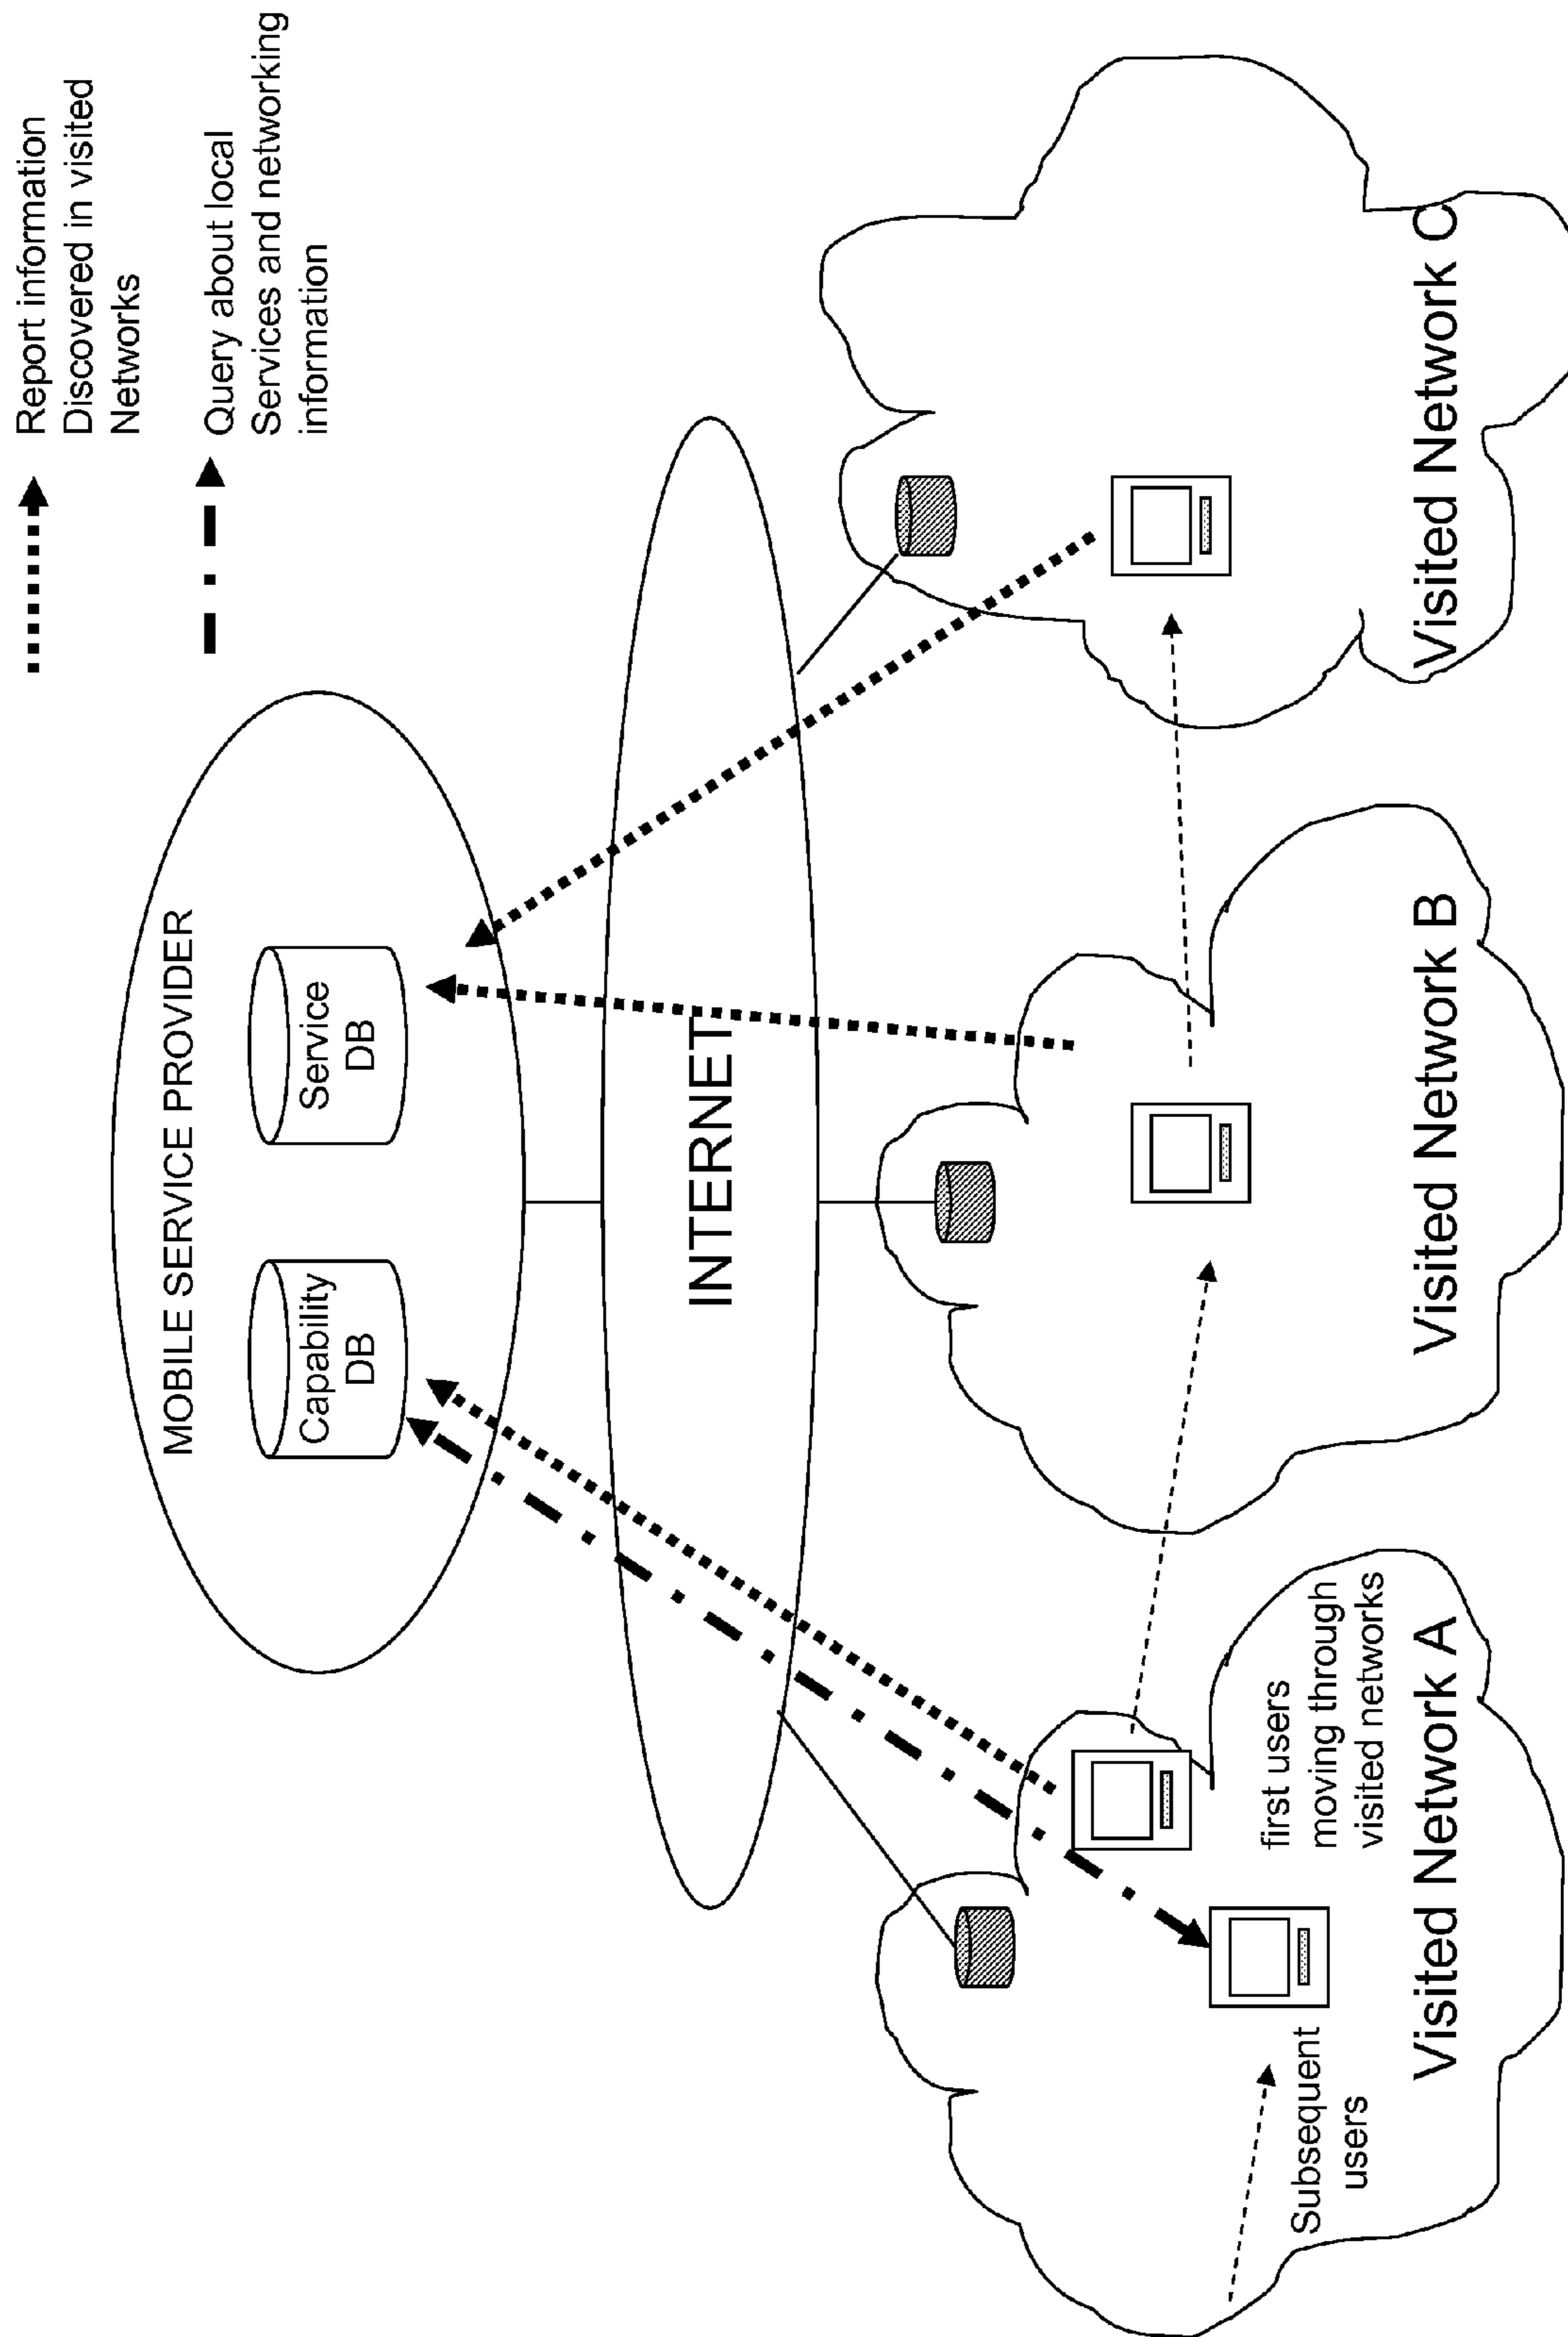 Report information
Discovered in visited
Networks
Query about local
Services and networking
information
MOBILE SERVICE PROVIDER
Capability
DB
Service
DB
INTERNET
Subsequent
users
first users
moving through
visited networks
Visited Network A
Visited Network B
Visited Network C